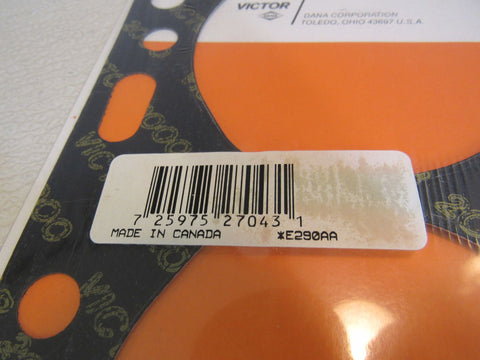 VICTOR
DANA CORPORATION
TOLEDO, OHIO 43697 U.S.A.
7 25975 27043 1
MADE IN CANADA *E290AA